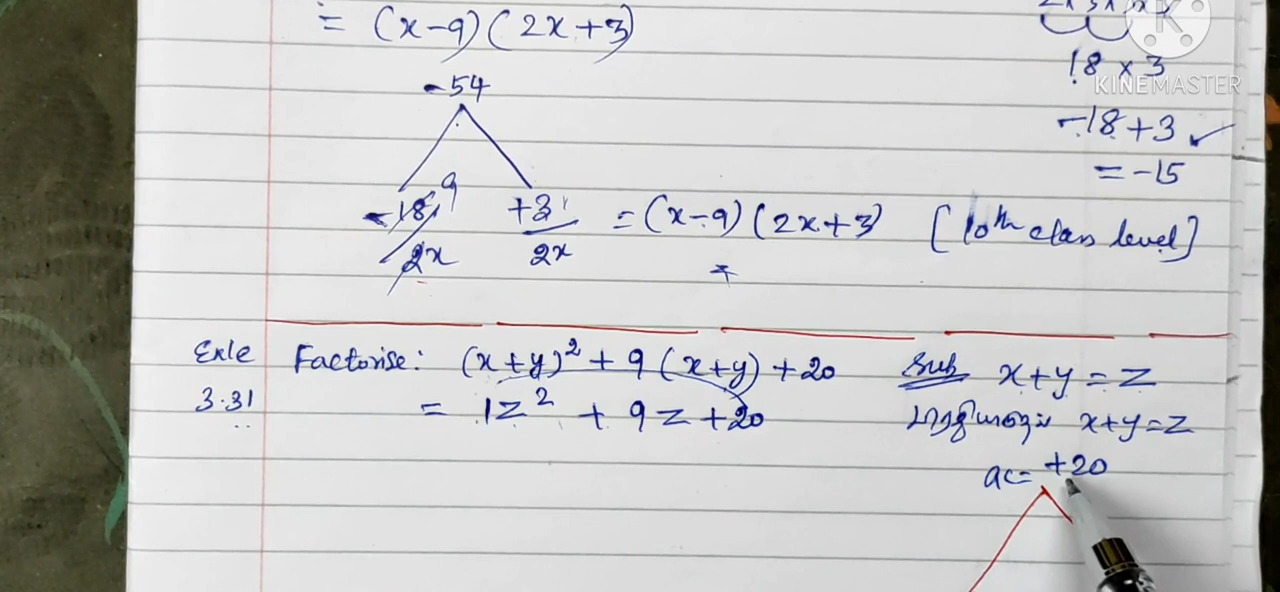 = (x-9)(2x+3)
18 × 3
KINEMASTER
-54
-18+3 ✓
= -15
9
-18 +3
2x 2x
= (x-9)(2x+3) [10th class level]
Exle Factorise: (x+y)² + 9(x+y) + 20 Sub x+y = z
3.31 = 1z² + 9z + 20 x+y=z
ac= +20